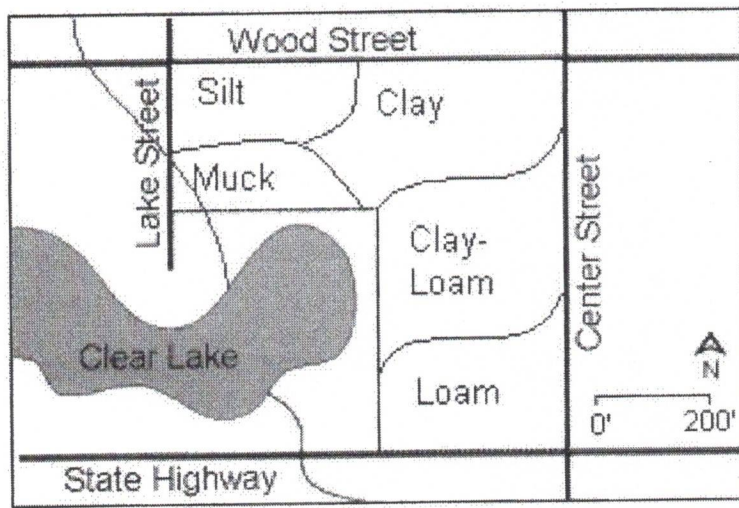 Wood Street
Silt
Clay
Lake Street
Muck
Clay-
Loam
Center Street
Clear Lake
N
Loam
0' 200'
State Highway